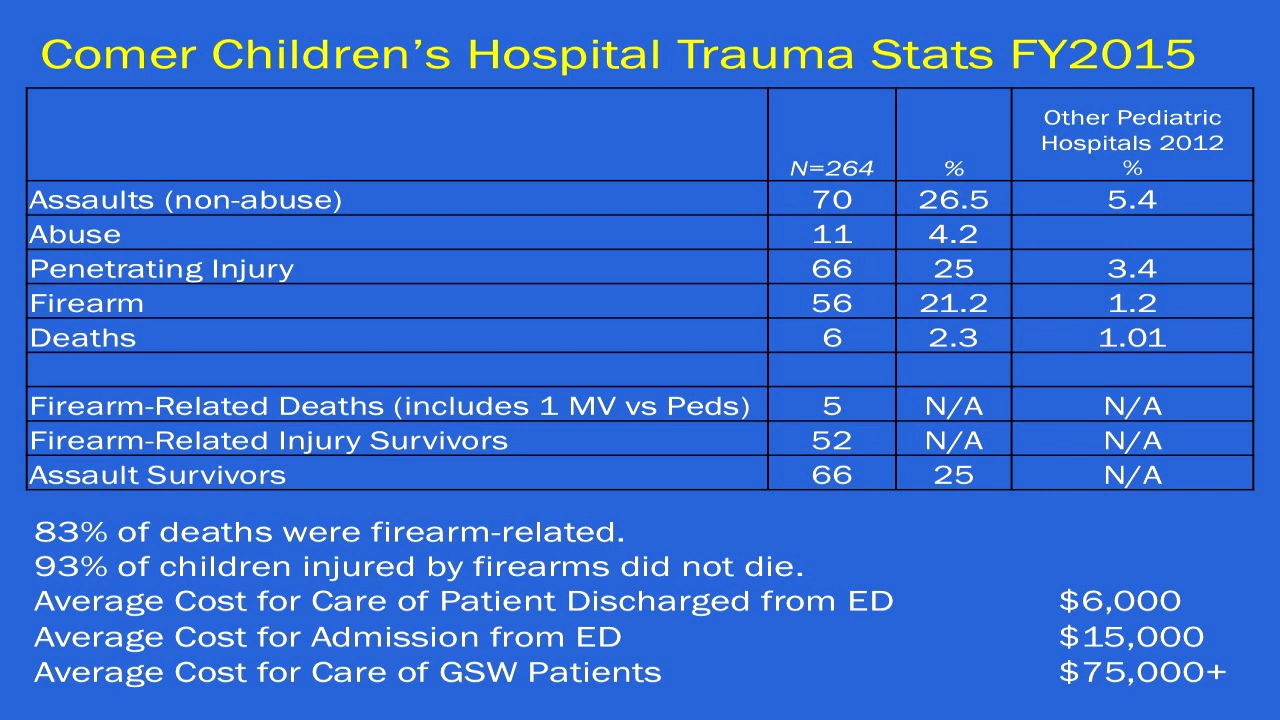 Comer Children's Hospital Trauma Stats FY2015
N=264 % Other Pediatric
Hospitals 2012
%
Assaults (non-abuse) 70 26.5 5.4
Abuse 11 4.2
Penetrating Injury 66 25 3.4
Firearm 56 21.2 1.2
Deaths 6 2.3 1.01
Firearm-Related Deaths (includes 1 MV vs Peds) 5 N/A N/A
Firearm-Related Injury Survivors 52 N/A N/A
Assault Survivors 66 25 N/A
83% of deaths were firearm-related.
93% of children injured by firearms did not die.
Average Cost for Care of Patient Discharged from ED $6,000
Average Cost for Admission from ED $15,000
Average Cost for Care of GSW Patients $75,000+